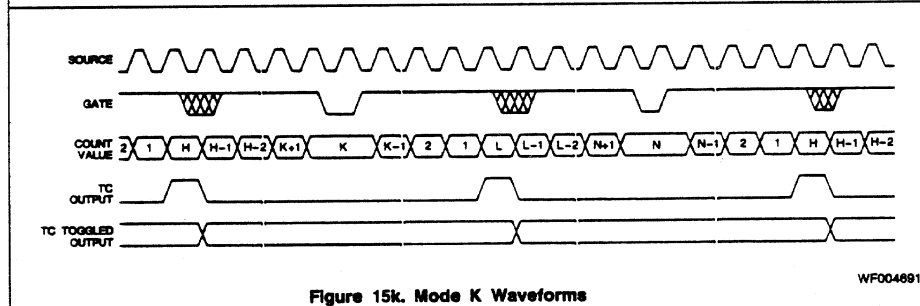 SOURCE
GATE
COUNT VALUE 2 1 H H-1 H-2 K+1 K K-1 2 1 L L-1 L-2 N+1 N N-1 2 1 H H-1 H-2
TC OUTPUT
TC TOGGLED OUTPUT
WF004691
Figure 15k. Mode K Waveforms